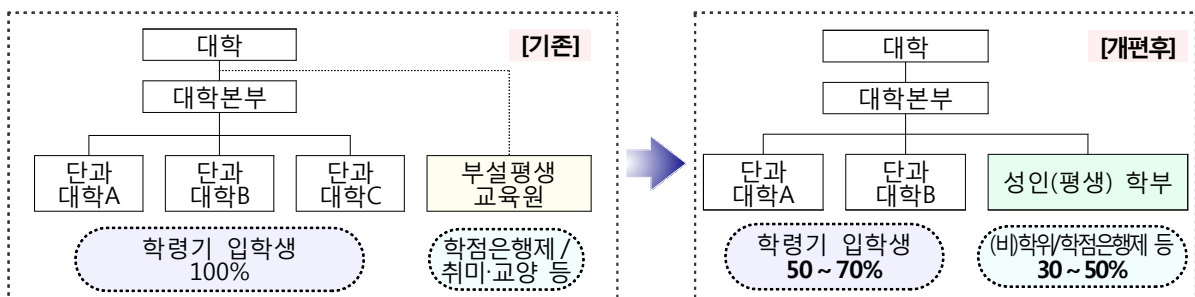 [기존]
대학
대학본부
단과
대학A
단과
대학B
단과
대학C
부설평생
교육원
학령기 입학생
100%
학점은행제 /
취미·교양 등
[개편후]
대학
대학본부
단과
대학A
단과
대학B
성인(평생) 학부
학령기 입학생
50 ~ 70%
(비)학위/학점은행제 등
30 ~ 50%